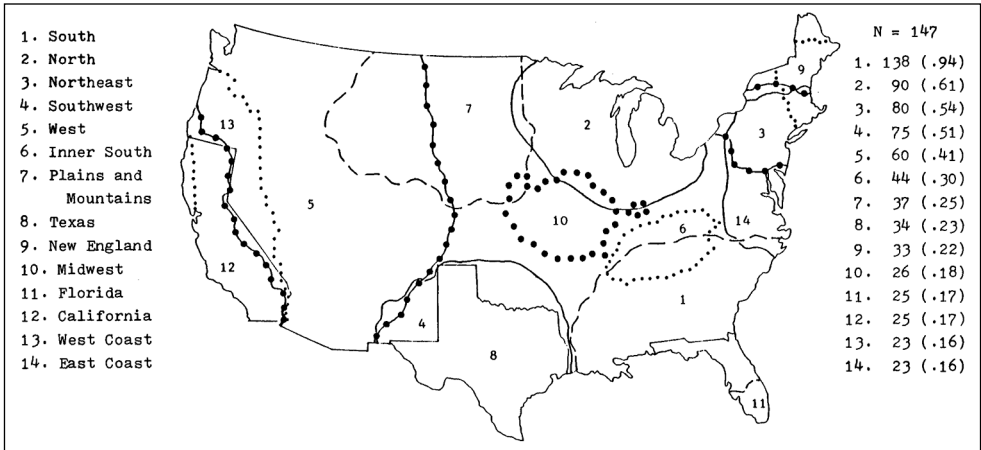 1. South
2. North
3. Northeast
4. Southwest
5. West
6. Inner South
7. Plains and
Mountains
8. Texas
9. New England
10. Midwest
11. Florida
12. California
13. West Coast
14. East Coast
13
5
12
7
2
10
4
8
6
1
9
3
14
11
N = 147
1. 138 (.94)
2. 90 (.61)
3. 80 (.54)
4. 75 (.51)
5. 60 (.41)
6. 44 (.30)
7. 37 (.25)
8. 34 (.23)
9. 33 (.22)
10. 26 (.18)
11. 25 (.17)
12. 25 (.17)
13. 23 (.16)
14. 23 (.16)